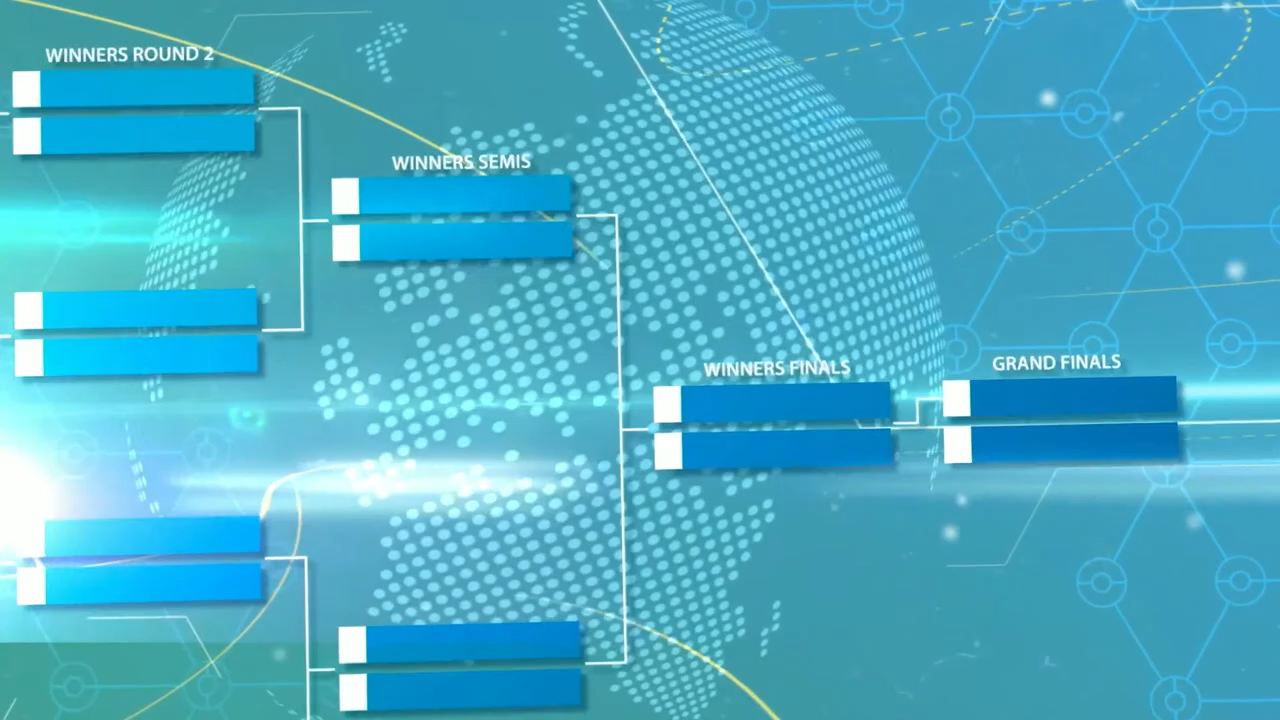 WINNERS ROUND 2
WINNERS SEMIS
WINNERS FINALS
GRAND FINALS